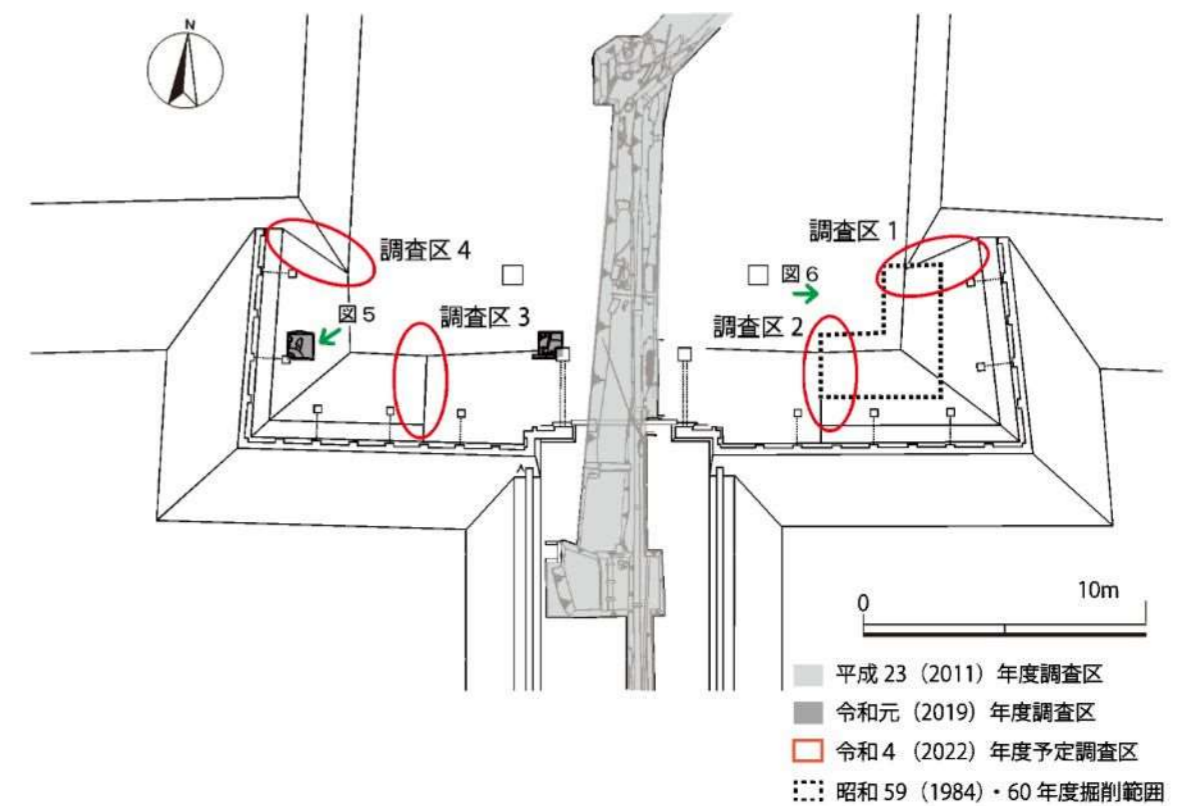 N
調査区 1
調査区 4
図 6
図 5
調査区 3
調査区 2
0 10m
平成 23（2011）年度調査区
令和元（2019）年度調査区
令和 4（2022）年度予定調査区
昭和 59（1984）・60 年度掘削範囲